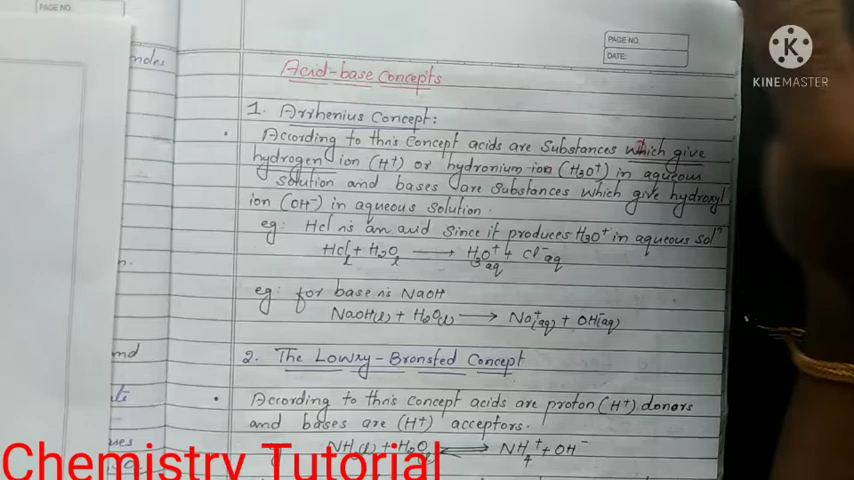 PAGE NO.
PAGE NO.
DATE:
KINEMASTER
Acid-base Concepts
1. Arrhenius Concept:
According to this Concept acids are Substances which give
hydrogen ion (H+) or hydronium ion (H3O+) in aqueous
Solution and bases are substances which give hydroxyl
ion (OH-) in aqueous solution.
eg: Hcl is an acid since it produces H3O+ in aqueous sol^n
Hcl l + H2O l → H3O+ aq + Cl- aq
eg: for base is NaOH
NaOH(l) + H2O(l) → Na+(aq) + OH-(aq)
2. The Lowry-Bronsted Concept
According to this concept acids are proton (H+) donors
and bases are (H+) acceptors.
eg NH3(l) + H2O l ⇌ NH4+ + OH-
Chemistry Tutorial